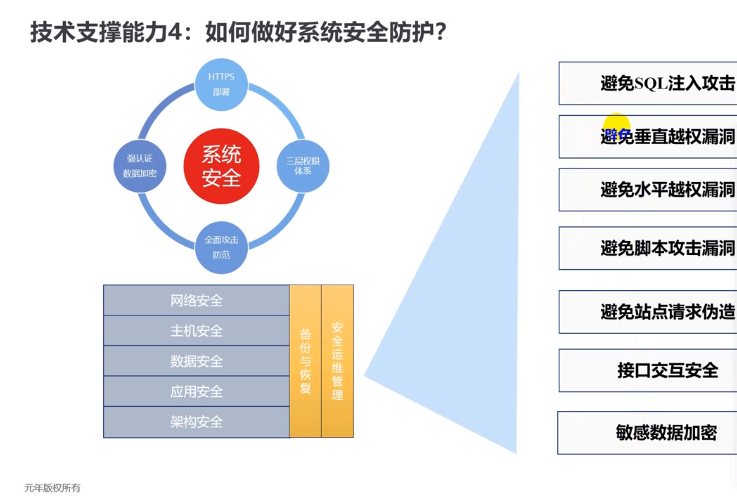 技术支撑能力4：如何做好系统安全防护？
HTTPS
部署
强认证
数据加密
系统
安全
三层权限
体系
全面攻击
防范
网络安全
主机安全
数据安全
应用安全
架构安全
备份与恢复
安全运维管理
避免SQL注入攻击
避免垂直越权漏洞
避免水平越权漏洞
避免脚本攻击漏洞
避免站点请求伪造
接口交互安全
敏感数据加密
元年版权所有